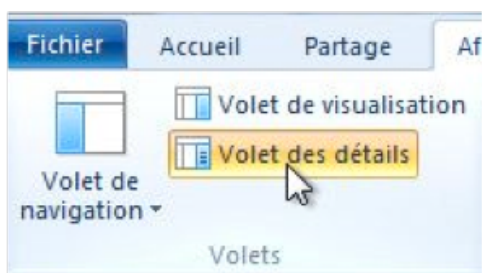 Fichier Accueil Partage Af
Volet de visualisation
Volet des détails
Volet de
navigation
Volets